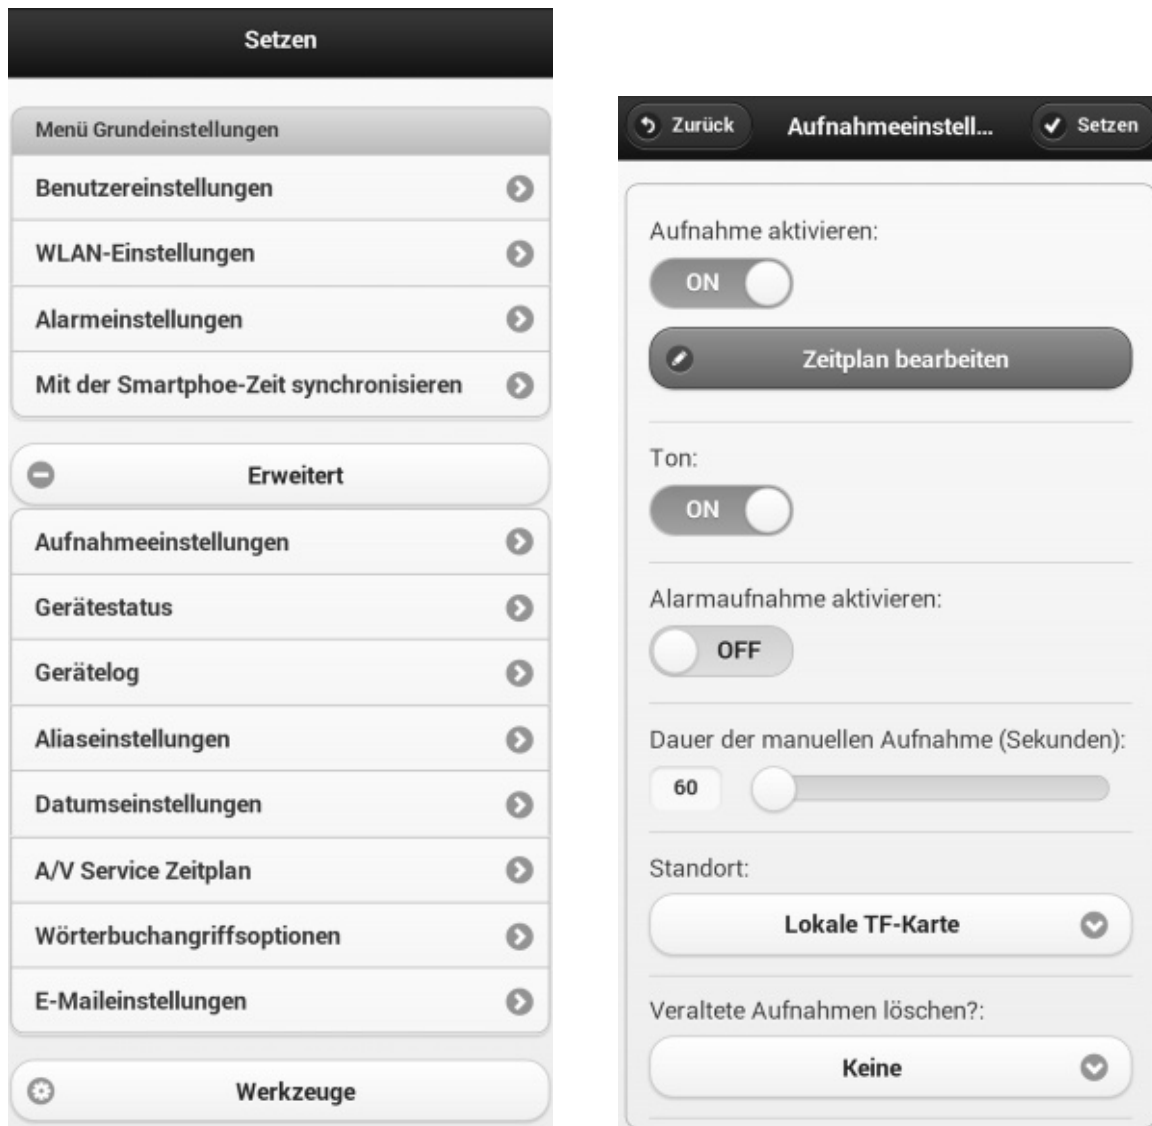 Setzen
Menü Grundeinstellungen
Benutzereinstellungen
WLAN-Einstellungen
Alarmeinstellungen
Mit der Smartphoe-Zeit synchronisieren
Erweitert
Aufnahmeeinstellungen
Gerätestatus
Gerätelog
Aliaseinstellungen
Datumseinstellungen
A/V Service Zeitplan
Wörterbuchangriffsoptionen
E-Maileinstellungen
Werkzeuge
Zurück Aufnahmeeinstell... Setzen
Aufnahme aktivieren:
ON
Zeitplan bearbeiten
Ton:
ON
Alarmaufnahme aktivieren:
OFF
Dauer der manuellen Aufnahme (Sekunden):
60
Standort:
Lokale TF-Karte
Veraltete Aufnahmen löschen?:
Keine